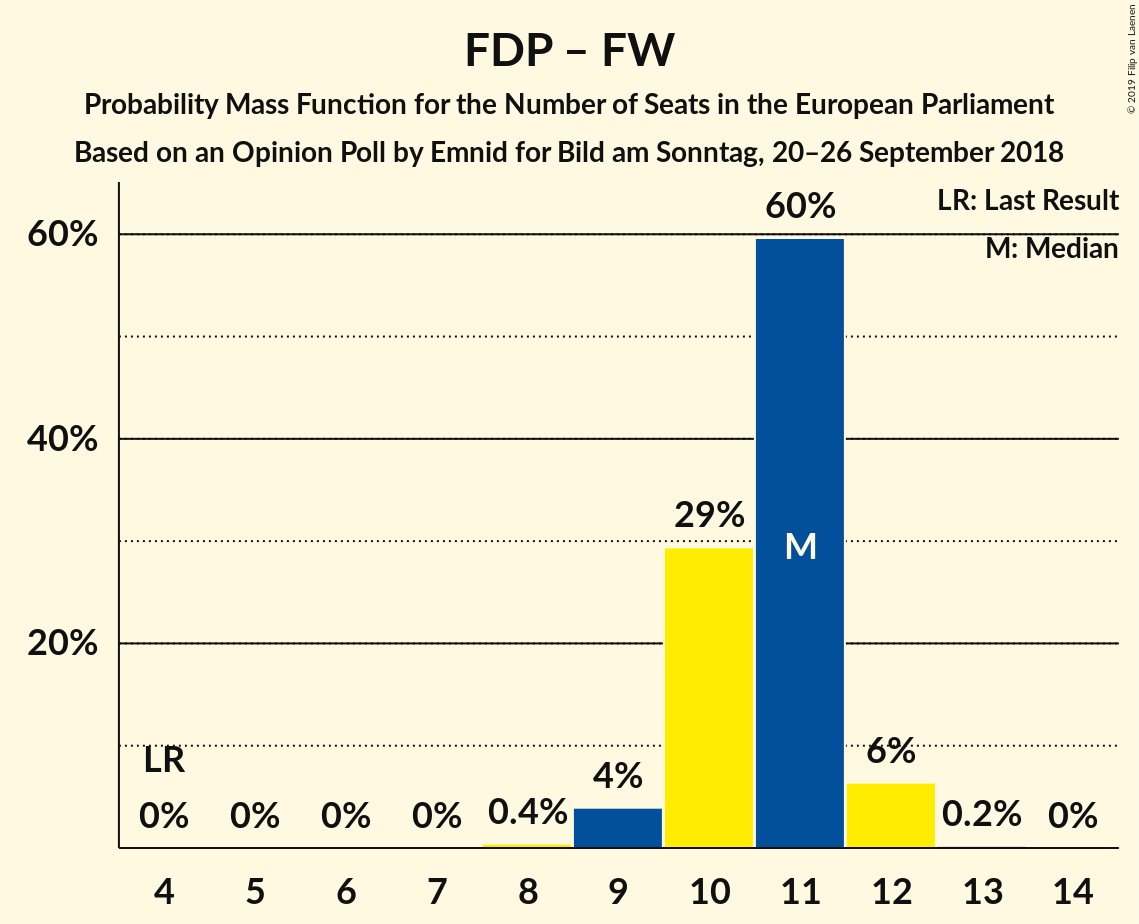 FDP – FW
Probability Mass Function for the Number of Seats in the European Parliament
Based on an Opinion Poll by Emnid for Bild am Sonntag, 20–26 September 2018
© 2019 Filip van Laenen
LR: Last Result
M: Median
60%
40%
20%
LR
0%
0%
0%
0%
0.4%
4%
29%
60%
M
6%
0.2%
0%
4 5 6 7 8 9 10 11 12 13 14